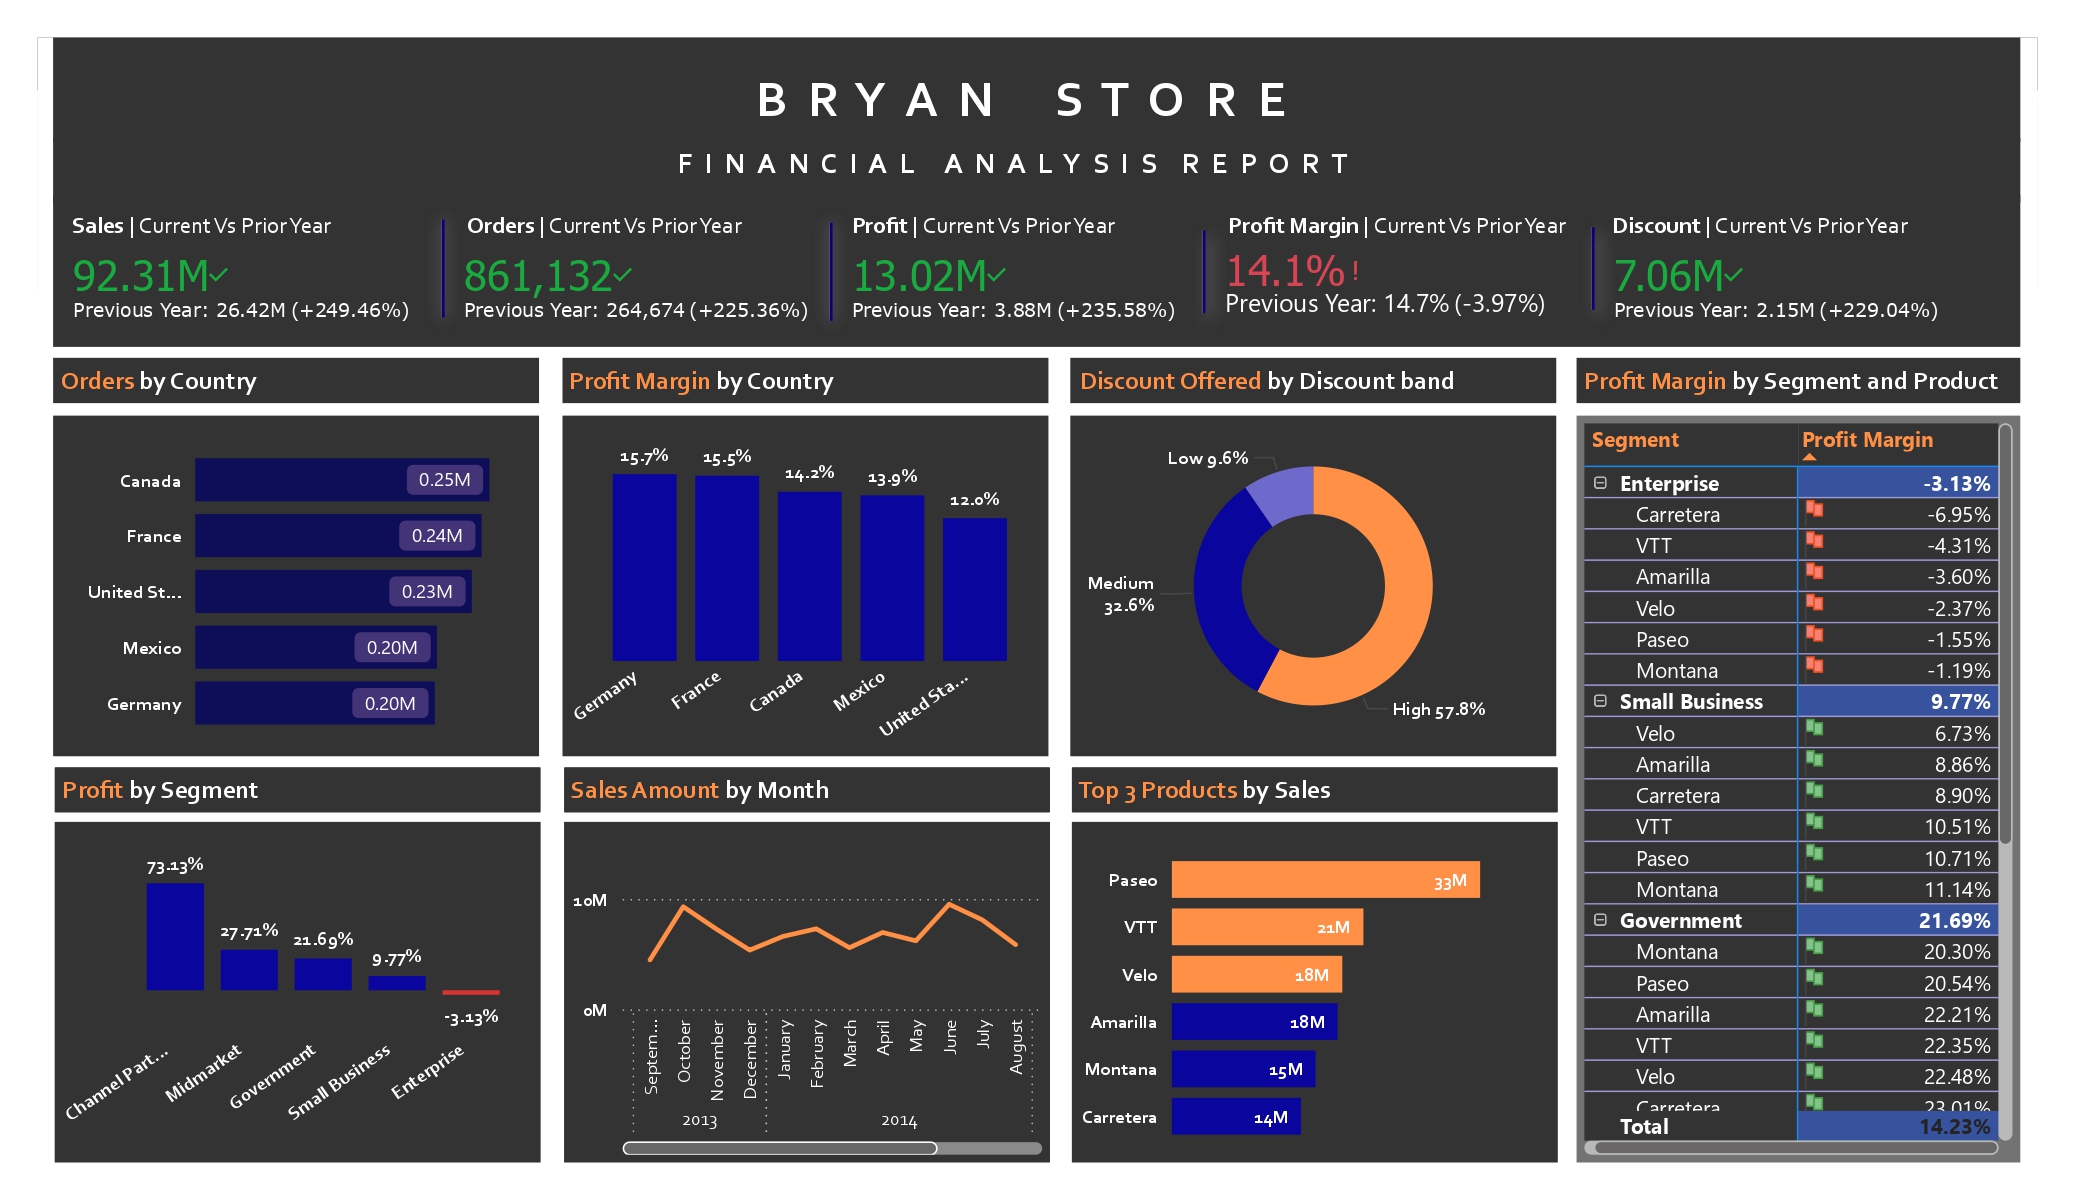 BRYAN STORE
FINANCIAL ANALYSIS REPORT
Sales | Current Vs Prior Year
92.31M
Previous Year: 26.42M (+249.46%)
Orders | Current Vs Prior Year
861,132
Previous Year: 264,674 (+225.36%)
Profit | Current Vs Prior Year
13.02M
Previous Year: 3.88M (+235.58%)
Profit Margin | Current Vs Prior Year
14.1% !
Previous Year: 14.7% (-3.97%)
Discount | Current Vs Prior Year
7.06M
Previous Year: 2.15M (+229.04%)
Orders by Country
Canada 0.25M
France 0.24M
United St... 0.23M
Mexico 0.20M
Germany 0.20M
Profit Margin by Country
15.7% 15.5% 14.2% 13.9% 12.0%
Germany France Canada Mexico United Sta...
Discount Offered by Discount band
Low 9.6%
Medium
32.6%
High 57.8%
Profit Margin by Segment and Product
Segment Profit Margin
Enterprise -3.13%
Carretera -6.95%
VTT -4.31%
Amarilla -3.60%
Velo -2.37%
Paseo -1.55%
Montana -1.19%
Small Business 9.77%
Velo 6.73%
Amarilla 8.86%
Carretera 8.90%
VTT 10.51%
Paseo 10.71%
Montana 11.14%
Government 21.69%
Montana 20.30%
Paseo 20.54%
Amarilla 22.21%
VTT 22.35%
Velo 22.48%
Carretera 23.01%
Total 14.23%
Profit by Segment
73.13% 27.71% 21.69% 9.77% -3.13%
Channel Part... Midmarket Government Small Business Enterprise
Sales Amount by Month
10M
0M
Septem... October November December January February March April May June July August
2013 2014
Top 3 Products by Sales
Paseo 33M
VTT 21M
Velo 18M
Amarilla 18M
Montana 15M
Carretera 14M